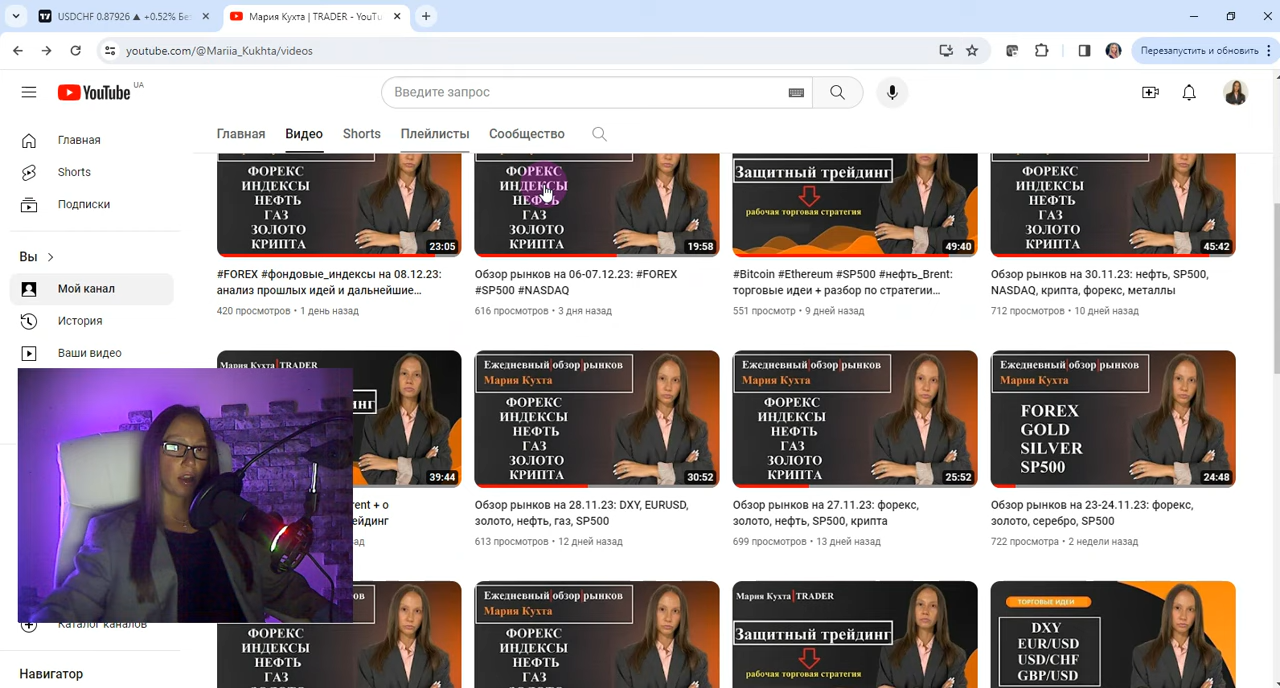 USDCHF 0.87926 ▲ +0.52% Бе
Мария Кухта | TRADER - YouTu
youtube.com/@Mariia_Kukhta/videos
Перезапустить и обновить
YouTube UA
Введите запрос
Главная
Видео
Shorts
Плейлисты
Сообщество
Главная
Shorts
Подписки
Вы
Мой канал
История
Ваши видео
Каталог каналов
Навигатор
ФОРЕКС
ИНДЕКСЫ
НЕФТЬ
ГАЗ
ЗОЛОТО
КРИПТА
23:05
#FOREX #фондовые_индексы на 08.12.23:
анализ прошлых идей и дальнейшие...
420 просмотров • 1 день назад
ФОРЕКС
ИНДЕКСЫ
НЕФТЬ
ГАЗ
ЗОЛОТО
КРИПТА
19:58
Обзор рынков на 06-07.12.23: #FOREX
#SP500 #NASDAQ
616 просмотров • 3 дня назад
Защитный трейдинг
рабочая торговая стратегия
49:40
#Bitcoin #Ethereum #SP500 #нефть_Brent:
торговые идеи + разбор по стратегии...
551 просмотр • 9 дней назад
ФОРЕКС
ИНДЕКСЫ
НЕФТЬ
ГАЗ
ЗОЛОТО
КРИПТА
45:42
Обзор рынков на 30.11.23: нефть, SP500,
NASDAQ, крипта, форекс, металлы
712 просмотров • 10 дней назад
Мария Кухта | TRADER
нг
39:44
rent + о
ейдинг
ад
Ежедневный|обзор|рынков
Мария Кухта
ФОРЕКС
ИНДЕКСЫ
НЕФТЬ
ГАЗ
ЗОЛОТО
КРИПТА
30:52
Обзор рынков на 28.11.23: DXY, EURUSD,
золото, нефть, газ, SP500
613 просмотров • 12 дней назад
Ежедневный|обзор|рынков
Мария Кухта
ФОРЕКС
ИНДЕКСЫ
НЕФТЬ
ГАЗ
ЗОЛОТО
КРИПТА
25:52
Обзор рынков на 27.11.23: форекс,
золото, нефть, SP500, крипта
699 просмотров • 13 дней назад
Ежедневный|обзор|рынков
Мария Кухта
FOREX
GOLD
SILVER
SP500
24:48
Обзор рынков на 23-24.11.23: форекс,
золото, серебро, SP500
722 просмотра • 2 недели назад
ов
ФОРЕКС
ИНДЕКСЫ
НЕФТЬ
ГАЗ
Ежедневный|обзор|рынков
Мария Кухта
ФОРЕКС
ИНДЕКСЫ
НЕФТЬ
ГАЗ
Мария Кухта | TRADER
Защитный трейдинг
рабочая торговая стратегия
ТОРГОВЫЕ ИДЕИ
DXY
EUR/USD
USD/CHF
GBP/USD